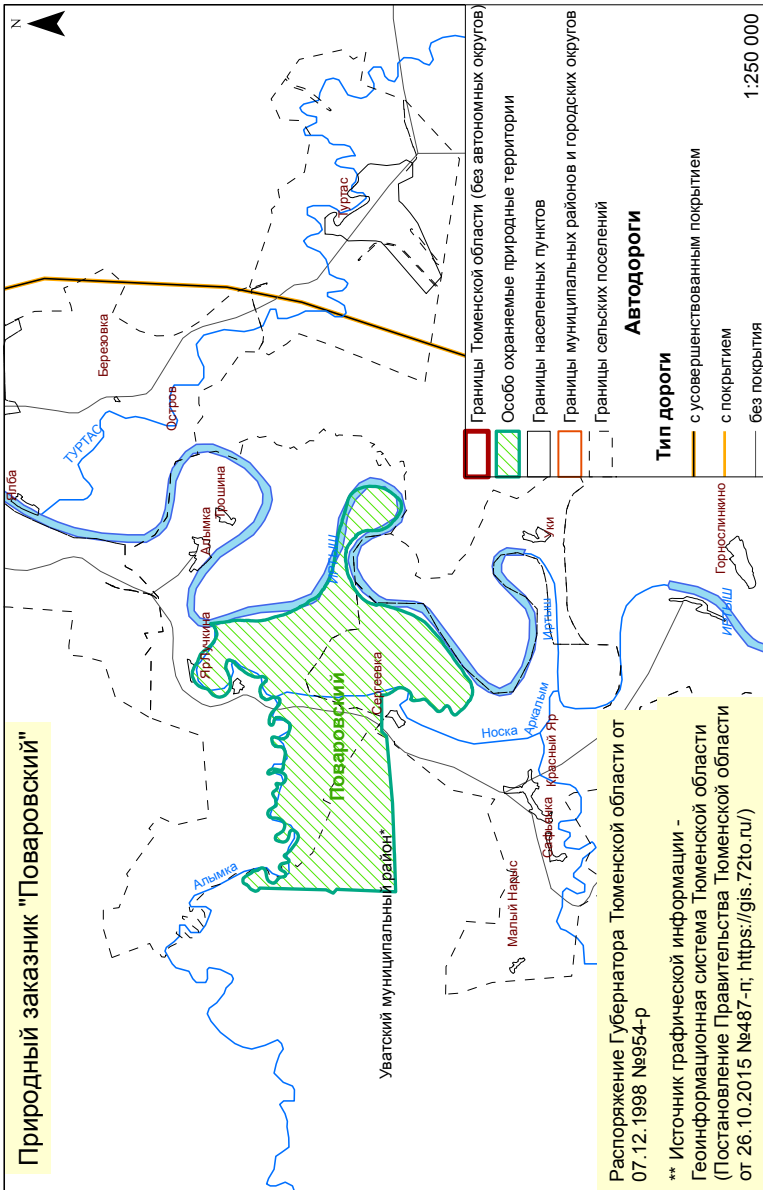 Природный заказник "Поваровский"
N
Ялба
Березовка
ТУРТАС
Остров
Туртас
Алымка
Трошина
Яр
Лучкина
ИРТЫШ
Алымка
Поваровский
Сергеевка
Уватский муниципальный район*
Носка
Аркалым
Иртыш
Уки
Красный Яр
Малый Нарыс
Горнослинкино
ИРТЫШ
Границы Тюменской области (без автономных округов)
Особо охраняемые природные территории
Границы населенных пунктов
Границы муниципальных районов и городских округов
Границы сельских поселений
Автодороги
Тип дороги
с усовершенствованным покрытием
с покрытием
без покрытия
1:250 000
Распоряжение Губернатора Тюменской области от
07.12.1998 №954-р
** Источник графической информации -
Геоинформационная система Тюменской области
(Постановление Правительства Тюменской области
от 26.10.2015 №487-п; https://gis.72to.ru/)